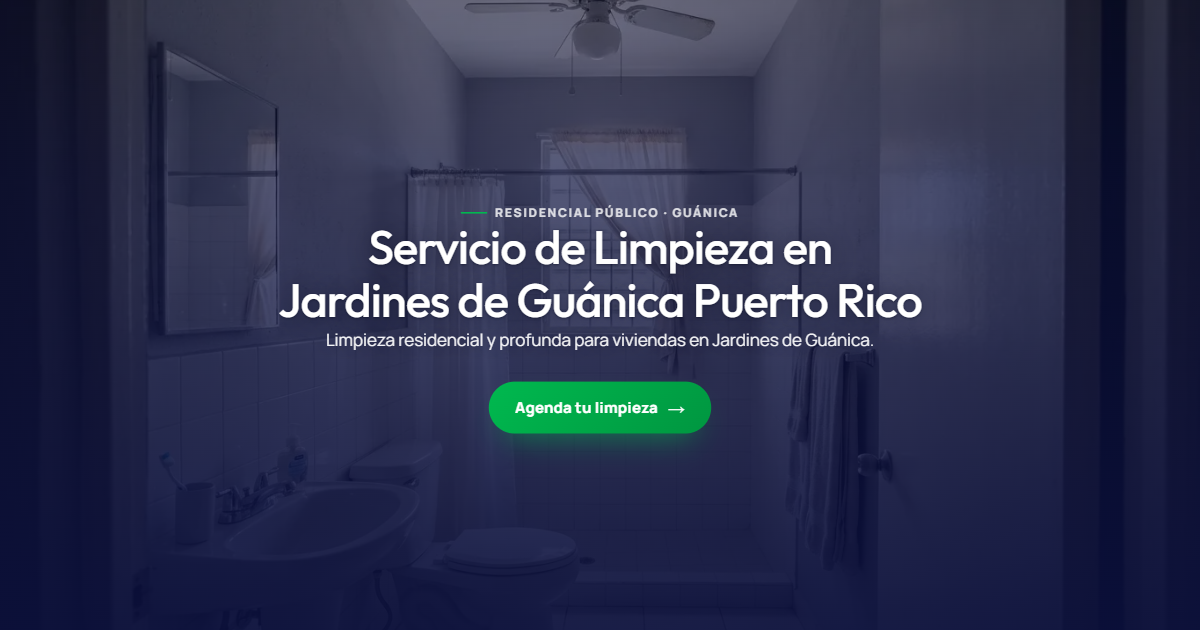 RESIDENCIAL PÚBLICO · GUÁNICA
Servicio de Limpieza en
Jardines de Guánica Puerto Rico
Limpieza residencial y profunda para viviendas en Jardines de Guánica.
Agenda tu limpieza →